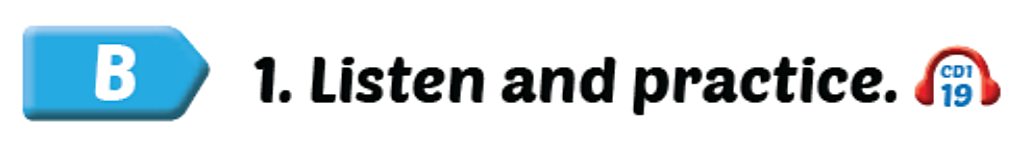 B 1. Listen and practice. CD1
19